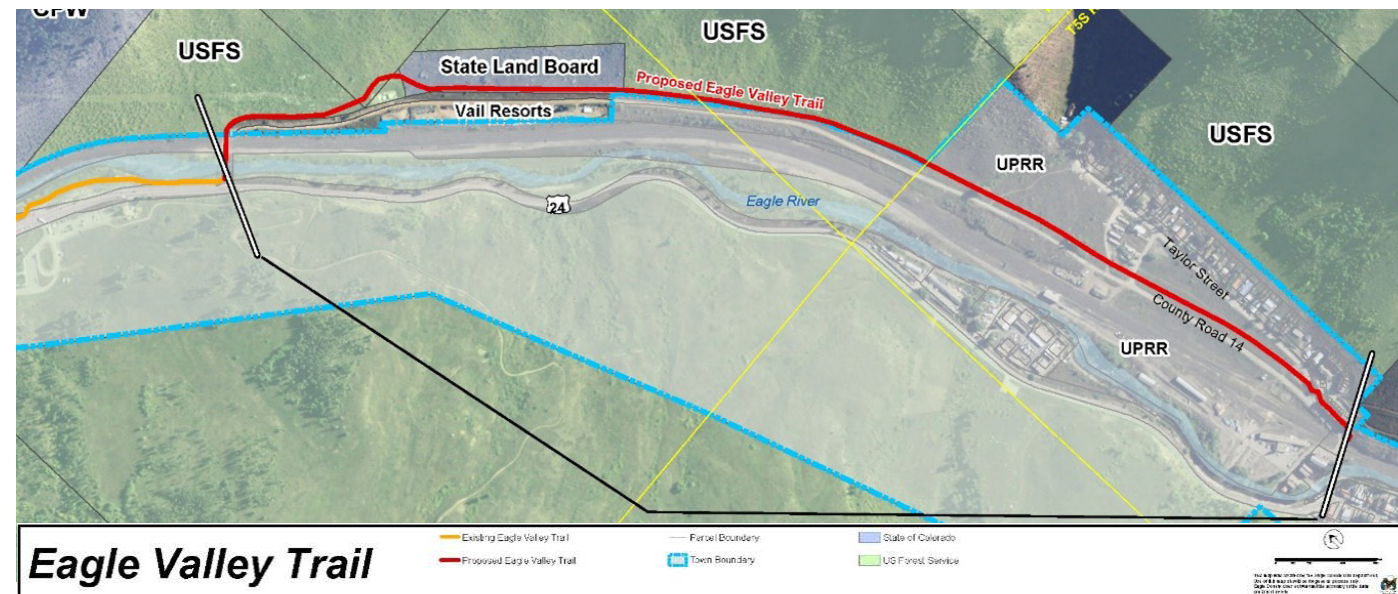 CPW
USFS
USFS
T5S
State Land Board
Proposed Eagle Valley Trail
Vail Resorts
USFS
UPRR
Eagle River
24
Taylor Street
County Road 14
UPRR
Eagle Valley Trail
Existing Eagle Valley Trail
Proposed Eagle Valley Trail
Parcel Boundary
Town Boundary
State of Colorado
US Forest Service